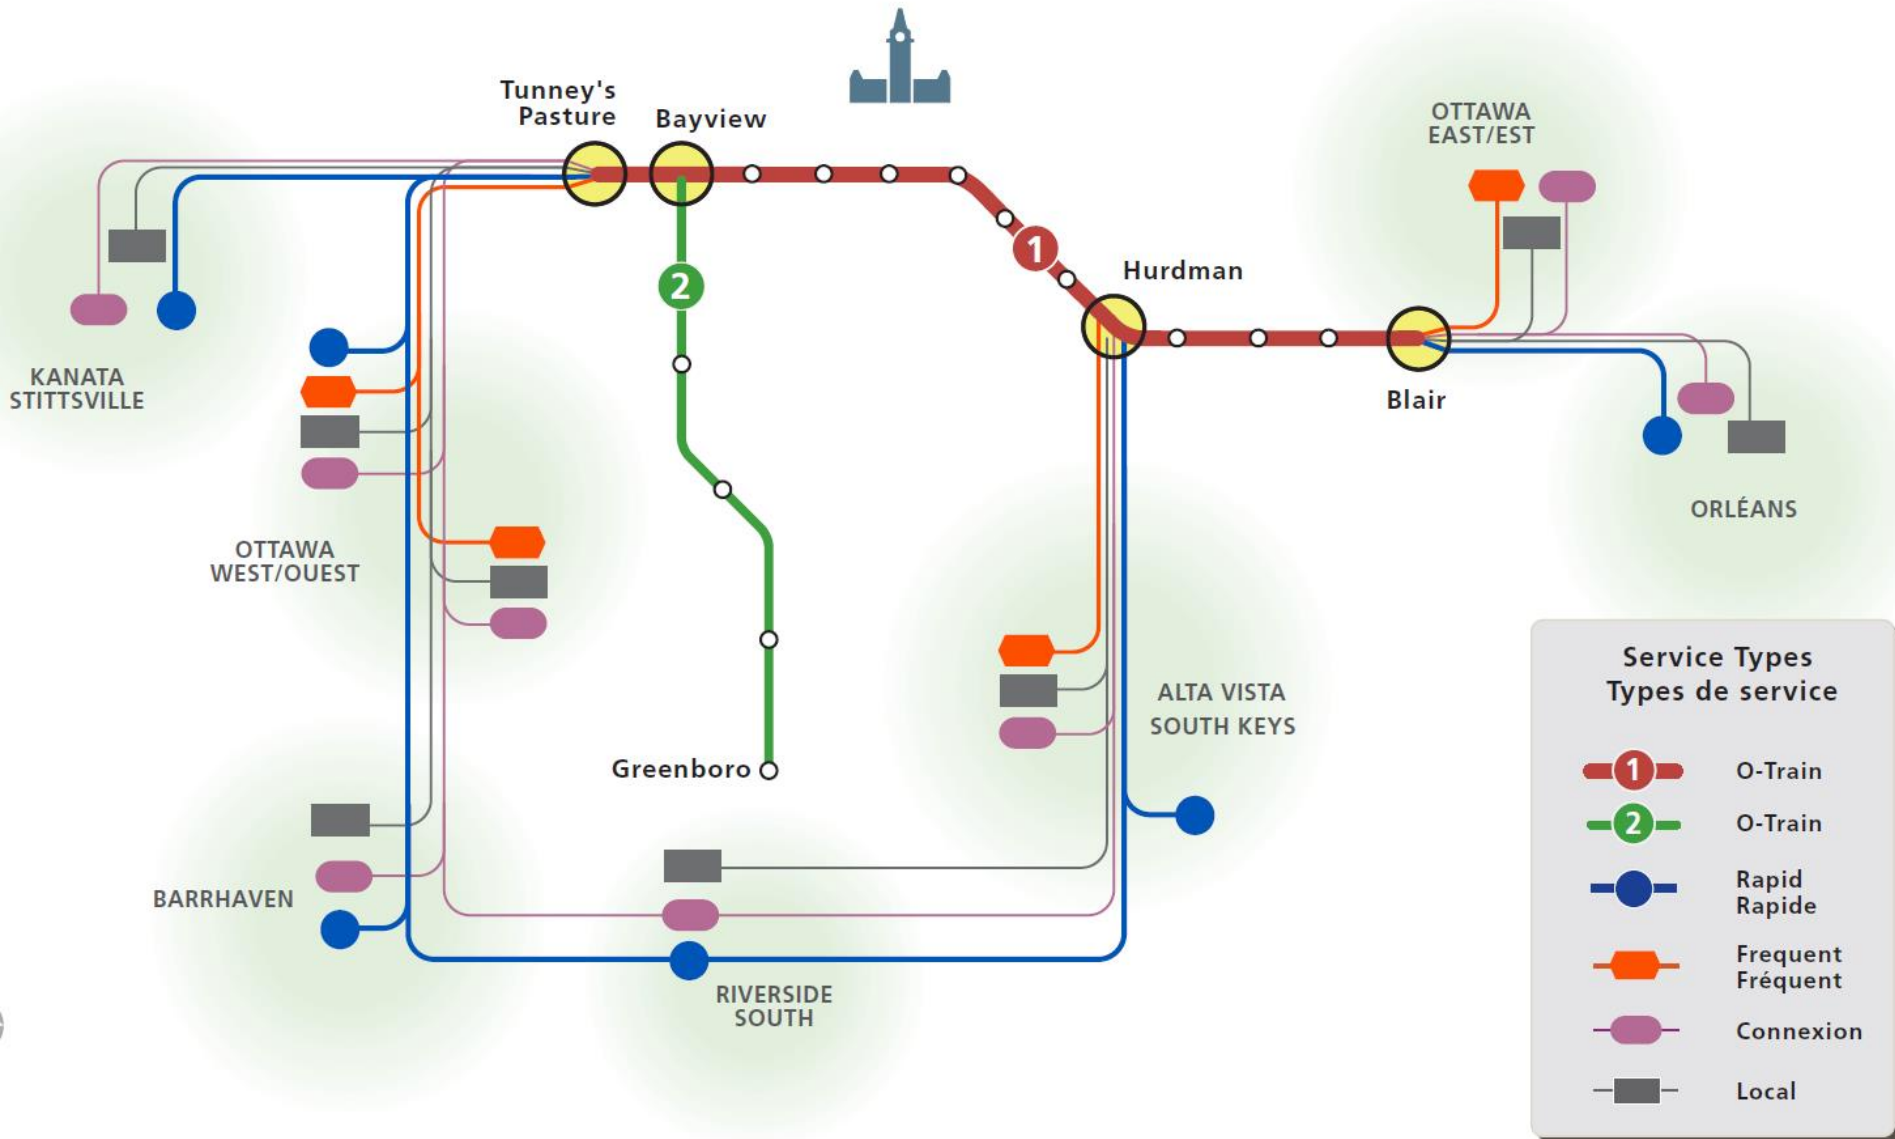 Tunney's
Pasture
Bayview
OTTAWA
EAST/EST
1
Hurdman
2
KANATA
STITTSVILLE
Blair
ORLÉANS
OTTAWA
WEST/OUEST
ALTA VISTA
SOUTH KEYS
Greenboro
BARRHAVEN
RIVERSIDE
SOUTH
Service Types
Types de service
1 O-Train
2 O-Train
Rapid
Rapide
Frequent
Fréquent
Connexion
Local